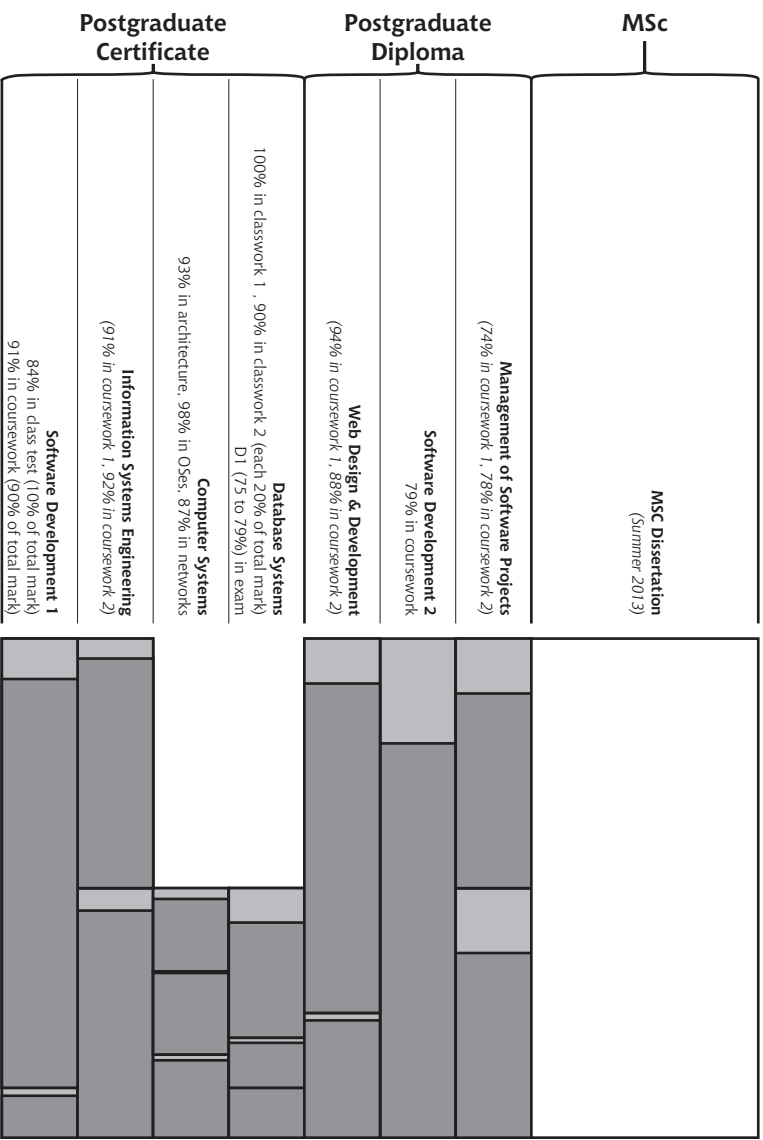 Postgraduate
Certificate
Postgraduate
Diploma
MSc
Software Development 1
84% in class test (10% of total mark)
91% in coursework (90% of total mark)
Information Systems Engineering
(91% in coursework 1, 92% in coursework 2)
Computer Systems
93% in architecture, 98% in OSes, 87% in networks
Database Systems
100% in classwork 1 , 90% in classwork 2 (each 20% of total mark)
D1 (75 to 79%) in exam
Web Design & Development
(94% in coursework 1, 88% in coursework 2)
Software Development 2
79% in coursework
Management of Software Projects
(74% in coursework 1, 78% in coursework 2)
MSC Dissertation
(Summer 2013)